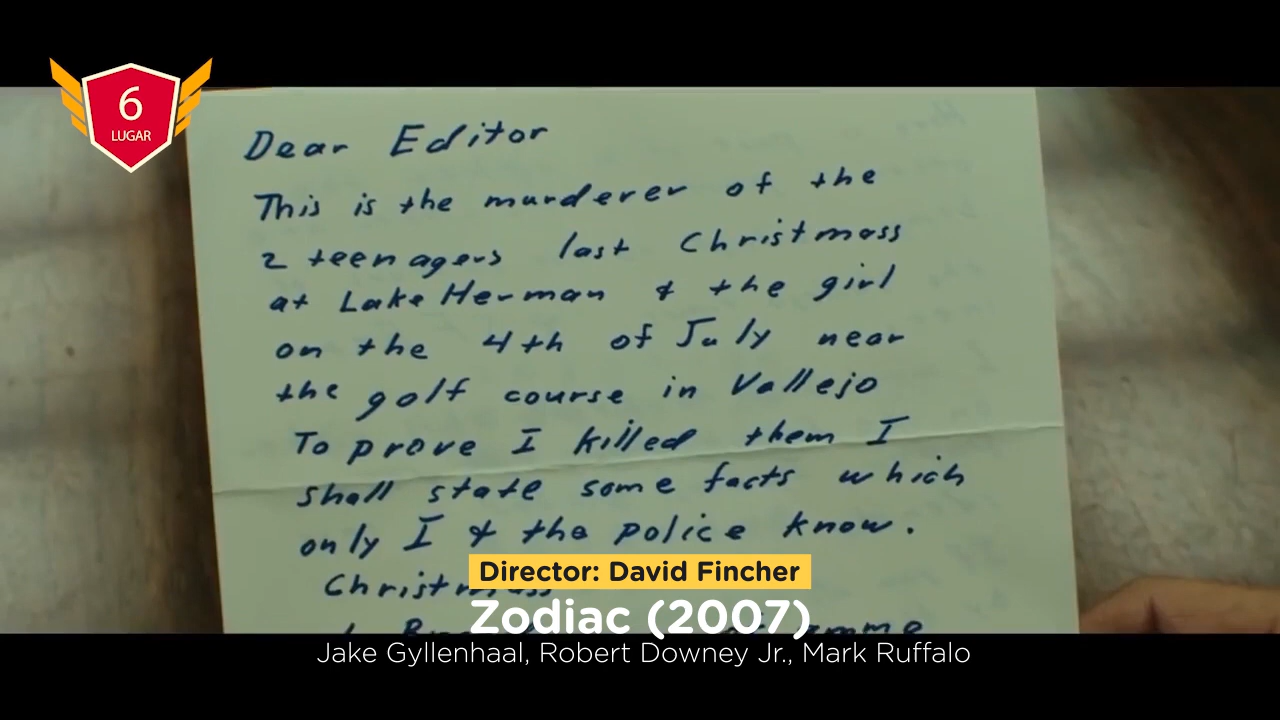 6
LUGAR
Dear Editor
This is the murderer of the
2 teenagers last Christmass
at Lake Herman & the girl
on the 4th of July near
the golf course in Vallejo
To prove I killed them I
shall state some facts which
only I & the police know.
Christmass
Director: David Fincher
Zodiac (2007)
Jake Gyllenhaal, Robert Downey Jr., Mark Ruffalo